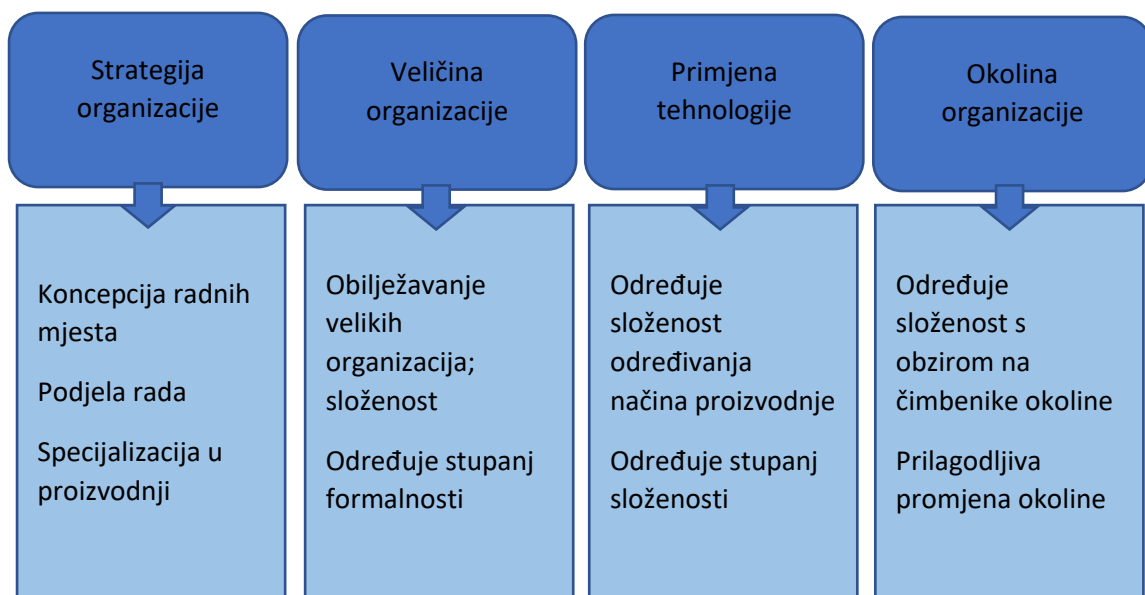 Strategija
organizacije
Koncepcija radnih
mjesta
Podjela rada
Specijalizacija u
proizvodnji
Veličina
organizacije
Obilježavanje
velikih
organizacija;
složenost
Određuje stupanj
formalnosti
Primjena
tehnologije
Određuje
složenost
određivanja
načina proizvodnje
Određuje stupanj
složenosti
Okolina
organizacije
Određuje
složenost s
obzirom na
čimbenike okoline
Prilagodljiva
promjena okoline